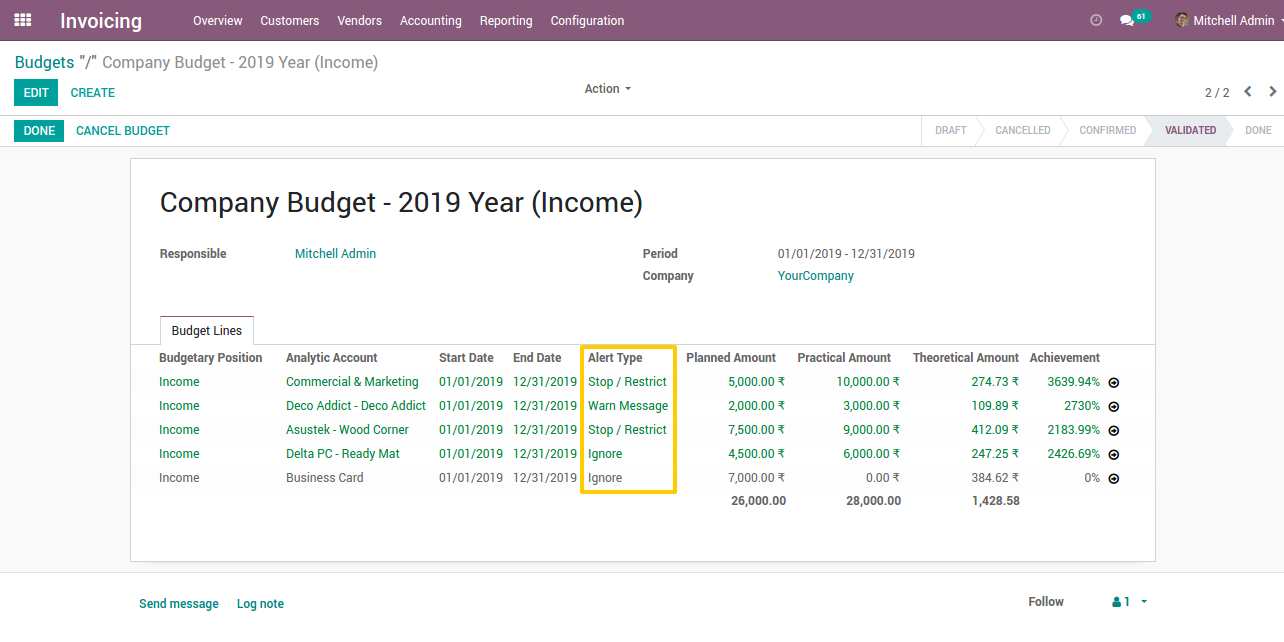 Invoicing Overview Customers Vendors Accounting Reporting Configuration 61 Mitchell Admin
Budgets "/" Company Budget - 2019 Year (Income)
EDIT CREATE Action 2 / 2
DONE CANCEL BUDGET DRAFT CANCELLED CONFIRMED VALIDATED DONE
Company Budget - 2019 Year (Income)
Responsible Mitchell Admin Period 01/01/2019 - 12/31/2019
Company YourCompany
Budget Lines
Budgetary Position Analytic Account Start Date End Date Alert Type Planned Amount Practical Amount Theoretical Amount Achievement
Income Commercial & Marketing 01/01/2019 12/31/2019 Stop / Restrict 5,000.00 ₹ 10,000.00 ₹ 274.73 ₹ 3639.94%
Income Deco Addict - Deco Addict 01/01/2019 12/31/2019 Warn Message 2,000.00 ₹ 3,000.00 ₹ 109.89 ₹ 2730%
Income Asustek - Wood Corner 01/01/2019 12/31/2019 Stop / Restrict 7,500.00 ₹ 9,000.00 ₹ 412.09 ₹ 2183.99%
Income Delta PC - Ready Mat 01/01/2019 12/31/2019 Ignore 4,500.00 ₹ 6,000.00 ₹ 247.25 ₹ 2426.69%
Income Business Card 01/01/2019 12/31/2019 Ignore 7,000.00 ₹ 0.00 ₹ 384.62 ₹ 0%
26,000.00 28,000.00 1,428.58
Send message Log note Follow 1